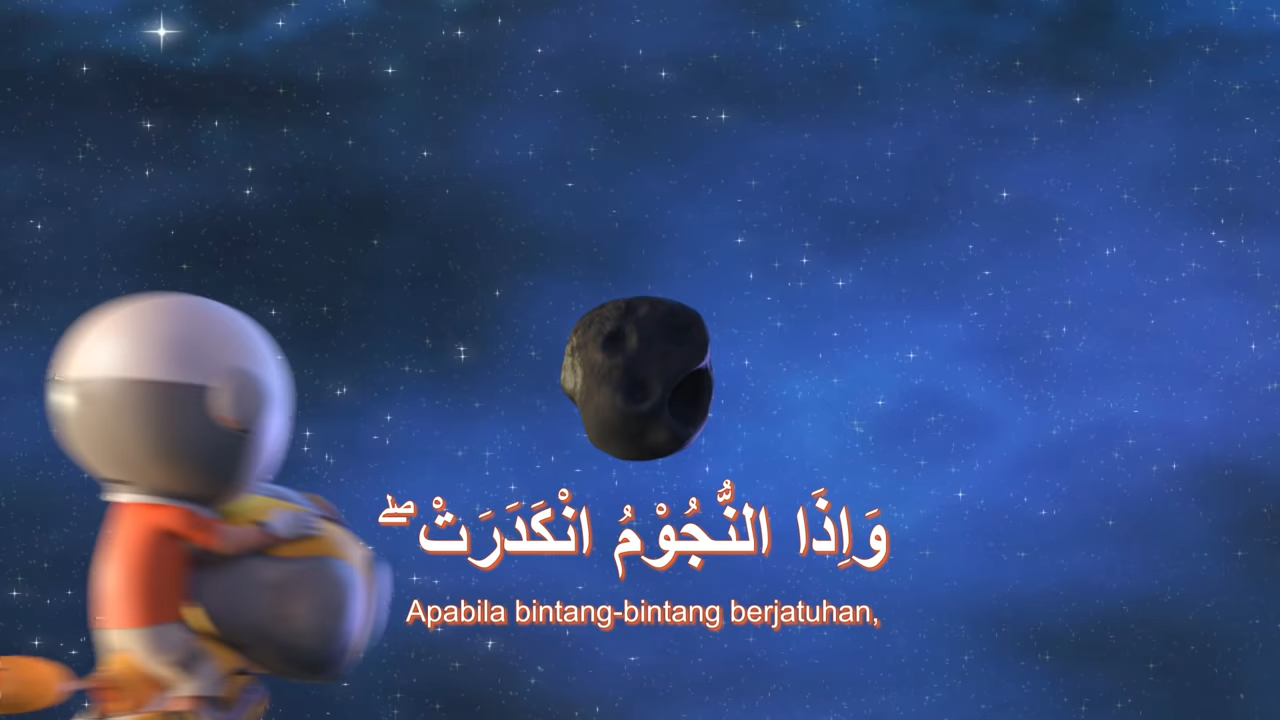 وَاِذَا النُّجُوْمُ انْكَدَرَتْۖ
Apabila bintang-bintang berjatuhan,